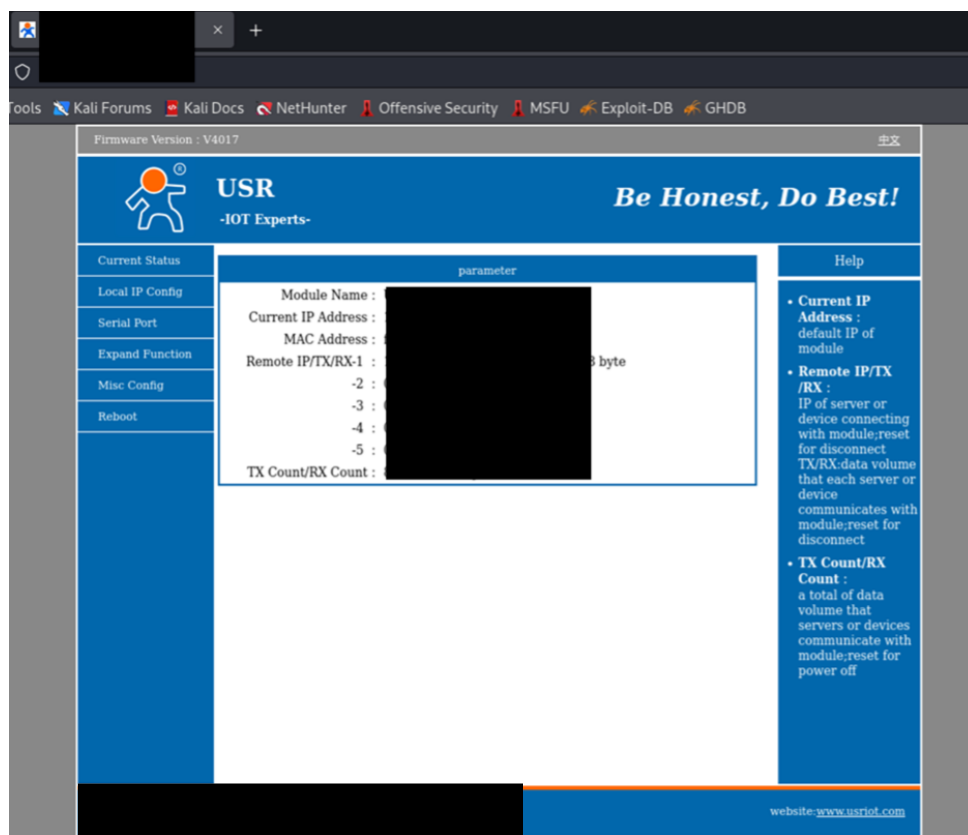 Tools Kali Forums Kali Docs NetHunter Offensive Security MSFU Exploit-DB GHDB
Firmware Version : V4017
中文
®
USR
-IOT Experts-
Be Honest, Do Best!
Current Status
Local IP Config
Serial Port
Expand Function
Misc Config
Reboot
parameter
Module Name :
Current IP Address :
MAC Address :
Remote IP/TX/RX-1 : byte
-2 :
-3 :
-4 :
-5 :
TX Count/RX Count :
Help
• Current IP
Address :
default IP of
module
• Remote IP/TX
/RX :
IP of server or
device connecting
with module;reset
for disconnect
TX/RX:data volume
that each server or
device
communicates with
module;reset for
disconnect
• TX Count/RX
Count :
a total of data
volume that
servers or devices
communicate with
module;reset for
power off
website:www.usriot.com